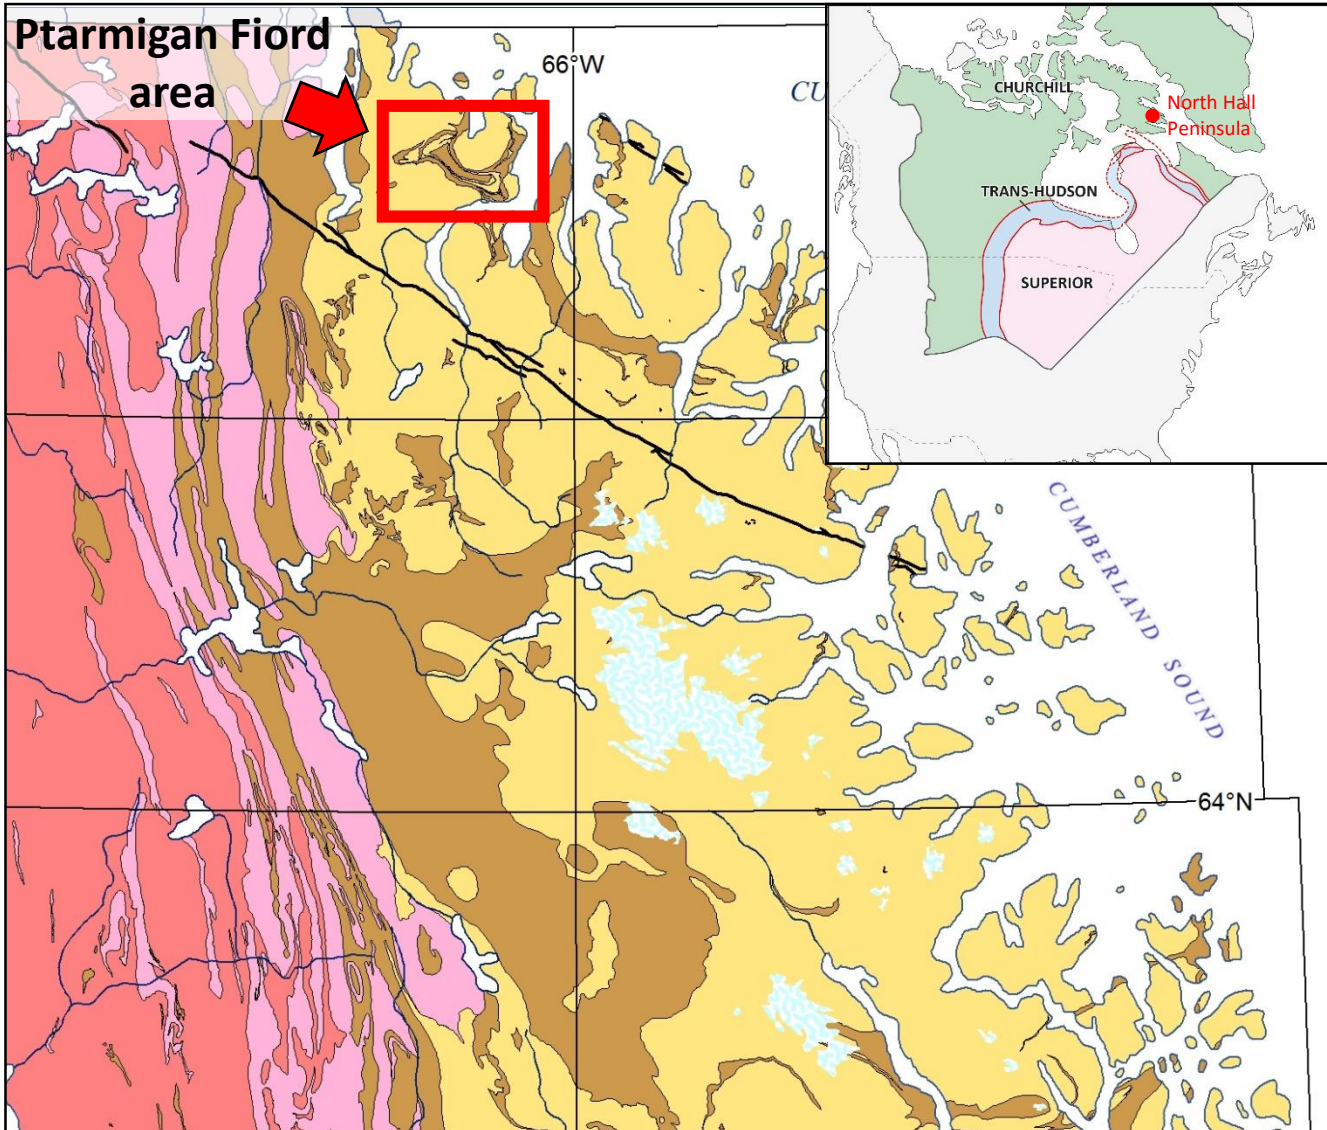 Ptarmigan Fiord
area
66°W
CU
CHURCHILL
North Hall
Peninsula
TRANS-HUDSON
SUPERIOR
CUMBERLAND SOUND
64°N